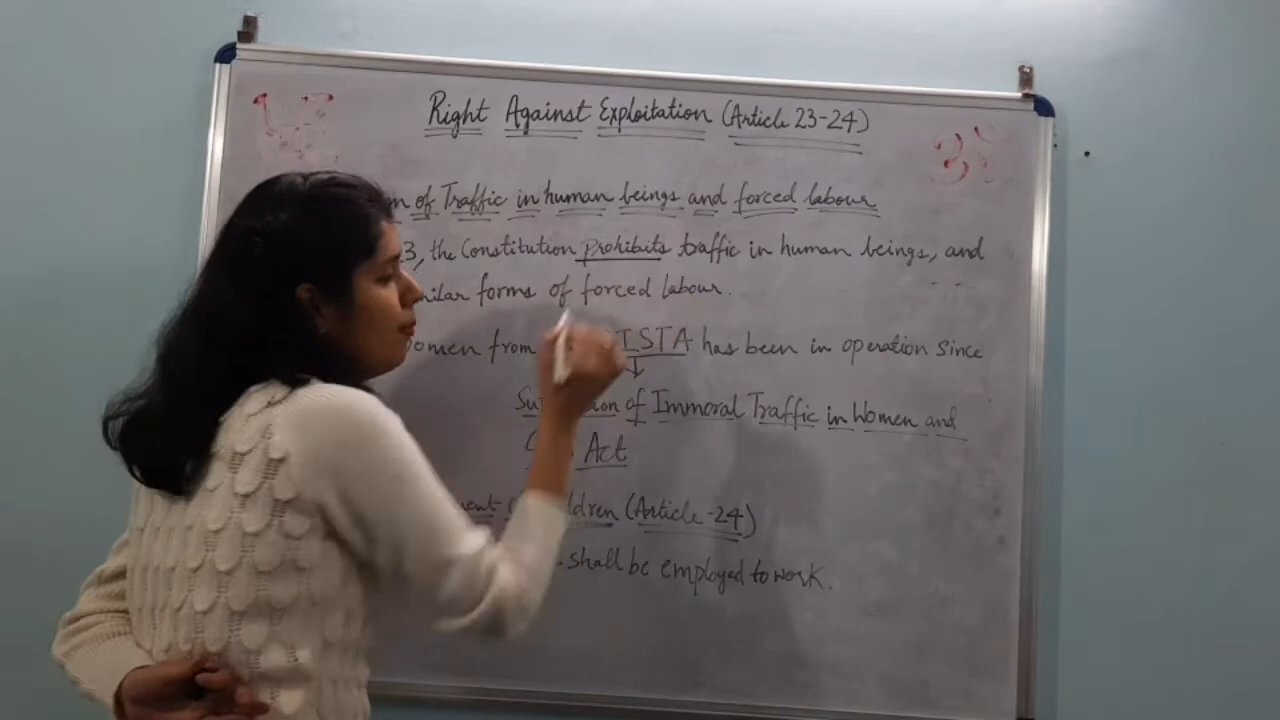 Right Against Exploitation (Article 23-24)
of Traffic in human beings and forced labour
3, the Constitution prohibits traffic in human beings, and
forms of forced labour.
women from has been in operation since
of Immoral Traffic in Women and
Act
(Article-24)
shall be employed to work.